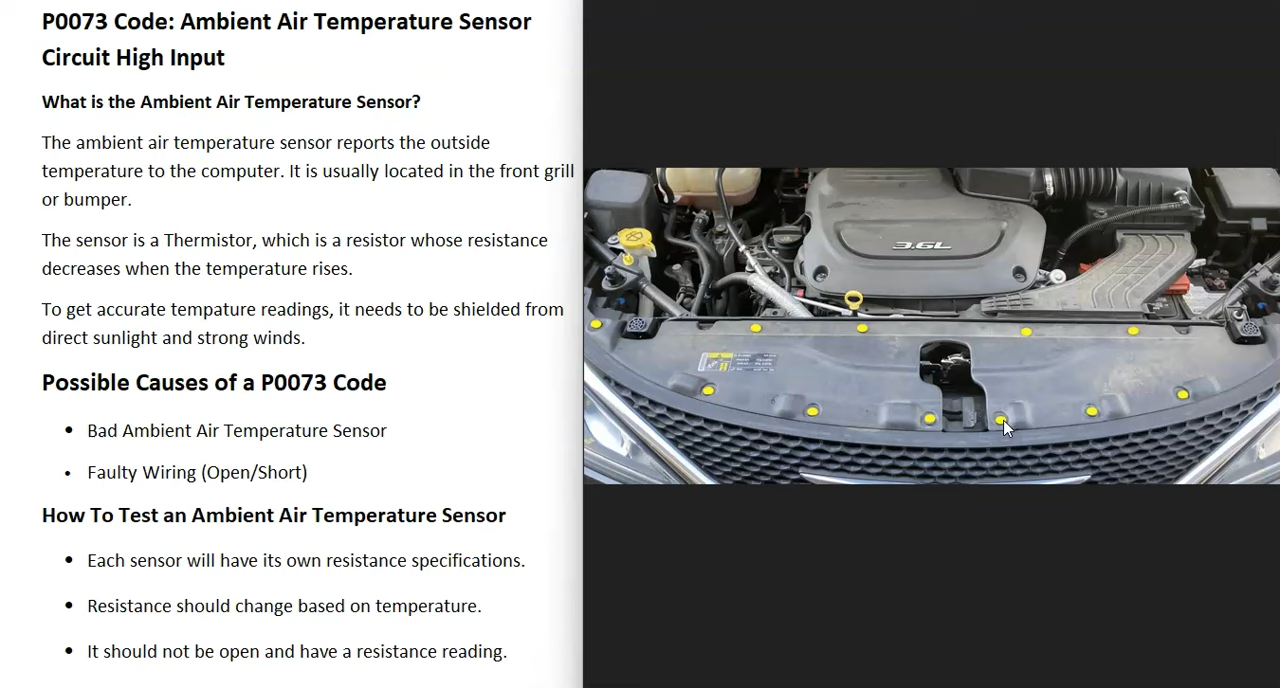 P0073 Code: Ambient Air Temperature Sensor
Circuit High Input
What is the Ambient Air Temperature Sensor?
The ambient air temperature sensor reports the outside
temperature to the computer. It is usually located in the front grill
or bumper.
The sensor is a Thermistor, which is a resistor whose resistance
decreases when the temperature rises.
To get accurate tempature readings, it needs to be shielded from
direct sunlight and strong winds.
Possible Causes of a P0073 Code
• Bad Ambient Air Temperature Sensor
• Faulty Wiring (Open/Short)
How To Test an Ambient Air Temperature Sensor
• Each sensor will have its own resistance specifications.
• Resistance should change based on temperature.
• It should not be open and have a resistance reading.
3.6L